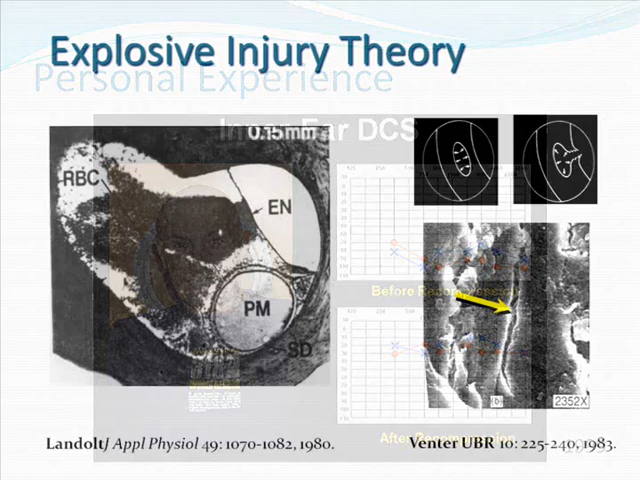 Explosive Injury Theory
Personal Experience
Inner Ear DCS
0.15mm
RBC
EN
PM
SD
Before Recompression
(b)
2352X
After Recompression
Landolt J Appl Physiol 49: 1070-1082, 1980.
Venter UBR 10: 225-240, 1983.